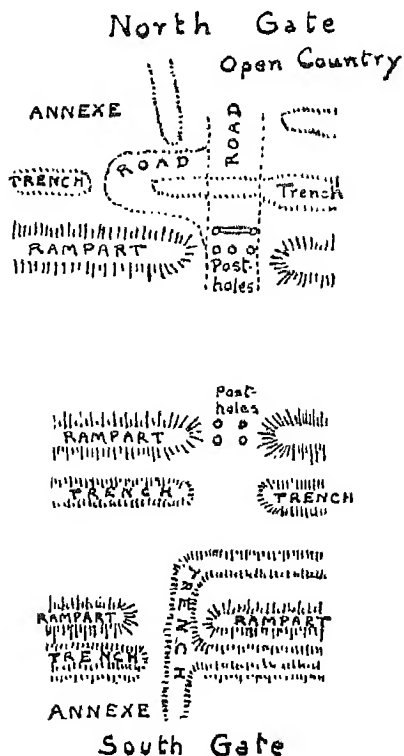 North Gate
Open Country
ANNEXE
ROAD
ROAD
TRENCH
Trench
RAMPART
Post-
holes
Post-
holes
RAMPART
TRENCH
TRENCH
TRENCH
RAMPART
RAMPART
TRENCH
ANNEXE
South Gate